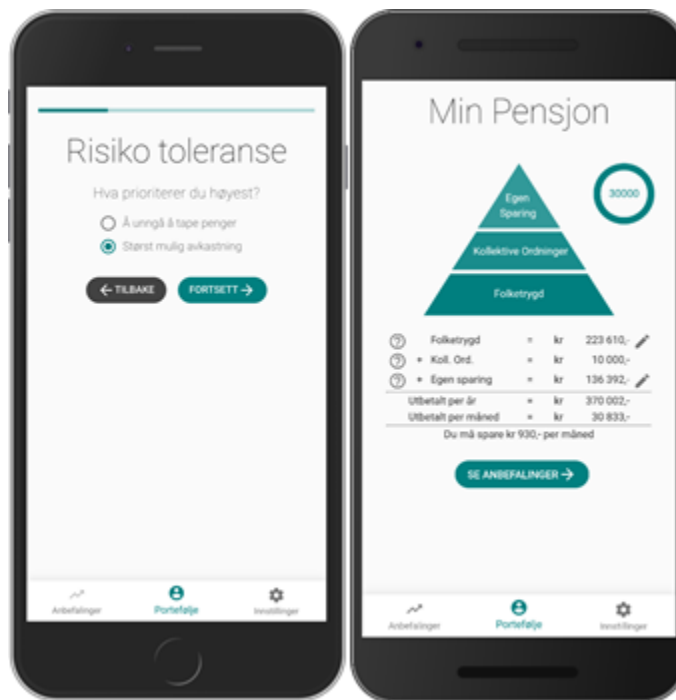 Risiko toleranse
Hva prioriterer du høyest?
Å unngå å tape penger
Størst mulig avkastning
← TILBAKE
FORTSETT →
Anbefalinger
Portefølje
Innstillinger
Min Pensjon
30000
Egen
Sparing
Kollektive Ordninger
Folketrygd
? Folketrygd = kr 223 610,-
? + Koll. Ord. = kr 10 000,-
? + Egen sparing = kr 136 392,-
Utbetalt per år = kr 370 002,-
Utbetalt per måned = kr 30 833,-
Du må spare kr 930,- per måned
SE ANBEFALINGER →
Anbefalinger
Portefølje
Innstillinger